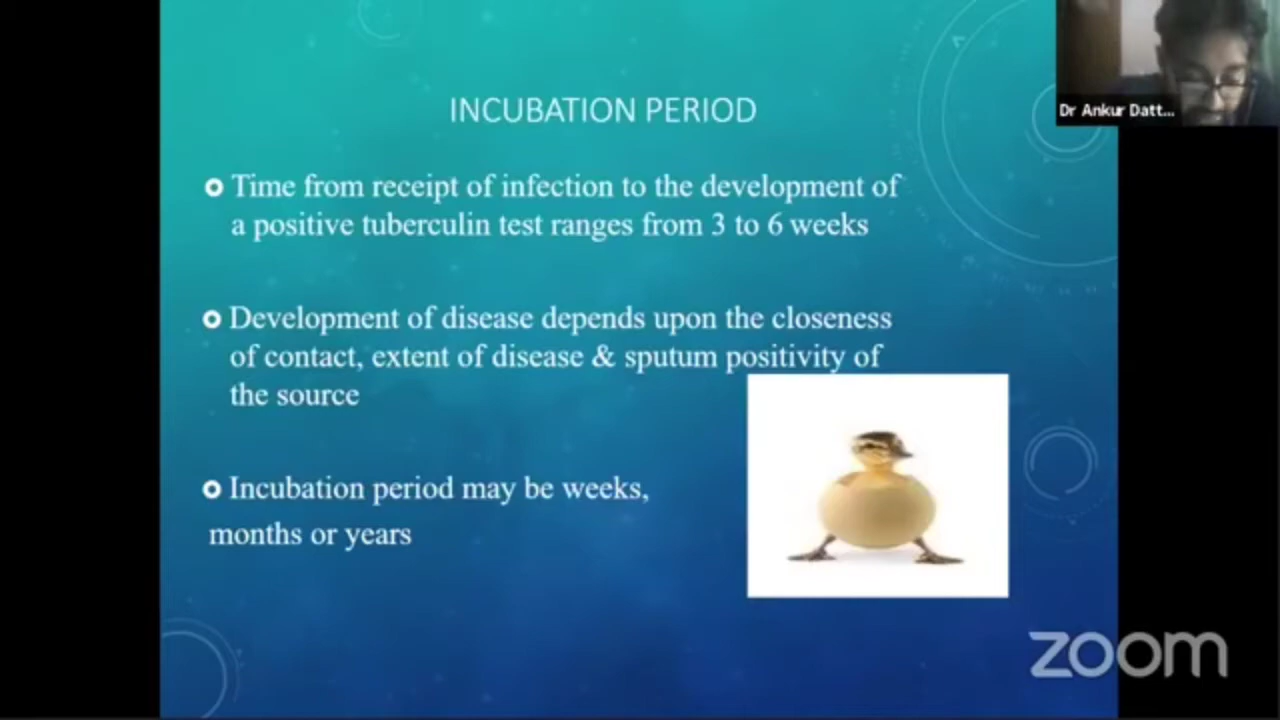 INCUBATION PERIOD
Time from receipt of infection to the development of
a positive tuberculin test ranges from 3 to 6 weeks
Development of disease depends upon the closeness
of contact, extent of disease & sputum positivity of
the source
Incubation period may be weeks,
months or years
Dr Ankur Datt...
zoom